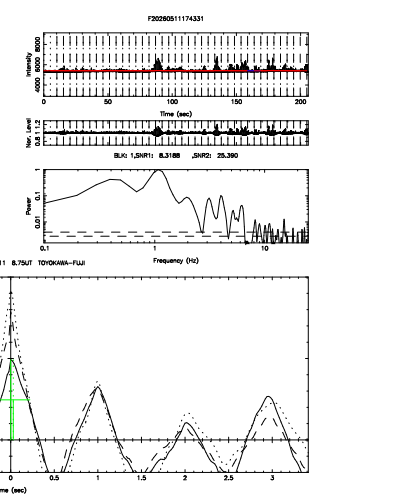 F20260511174331
Intensity
8000
6000
4000
0 50 100 150 200
Time (sec)
Nor. Level
1.2
0.8
BLK: 1,SNR1: 8.3188 ,SNR2: 25.390
Power
1
0.1
0.01
0.1 1 10
Frequency (Hz)
11 8.75UT TOYOKAWA-FUJI
0 0.5 1 1.5 2 2.5 3
me (sec)